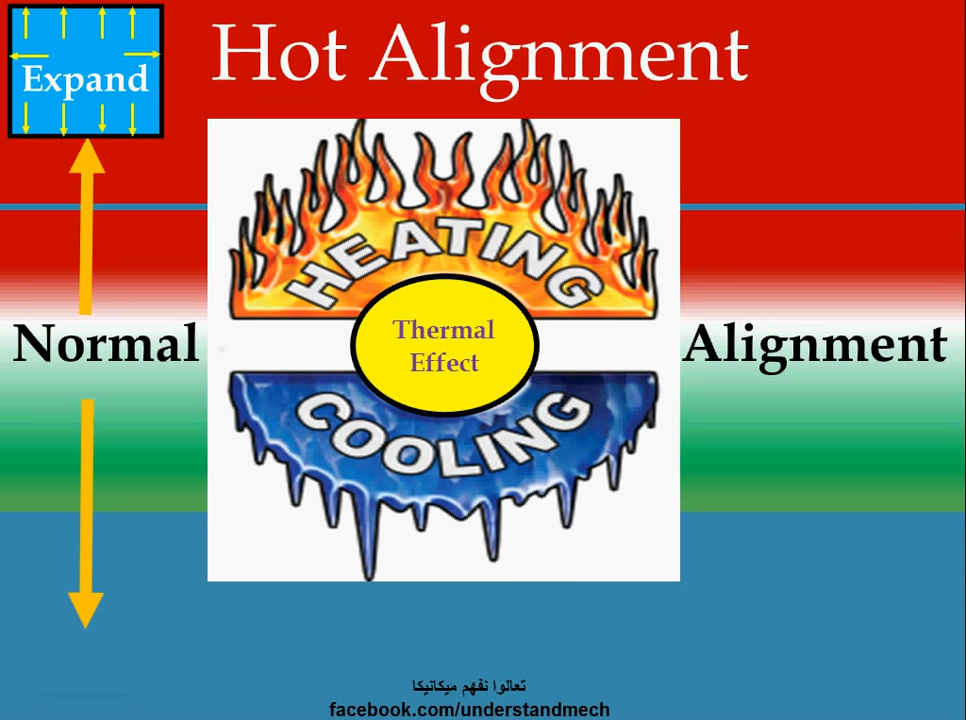 Expand
Hot Alignment
HEATING
Thermal
Effect
Normal
Alignment
COOLING
تعالوا نفهم ميكانيكا
facebook.com/understandmech